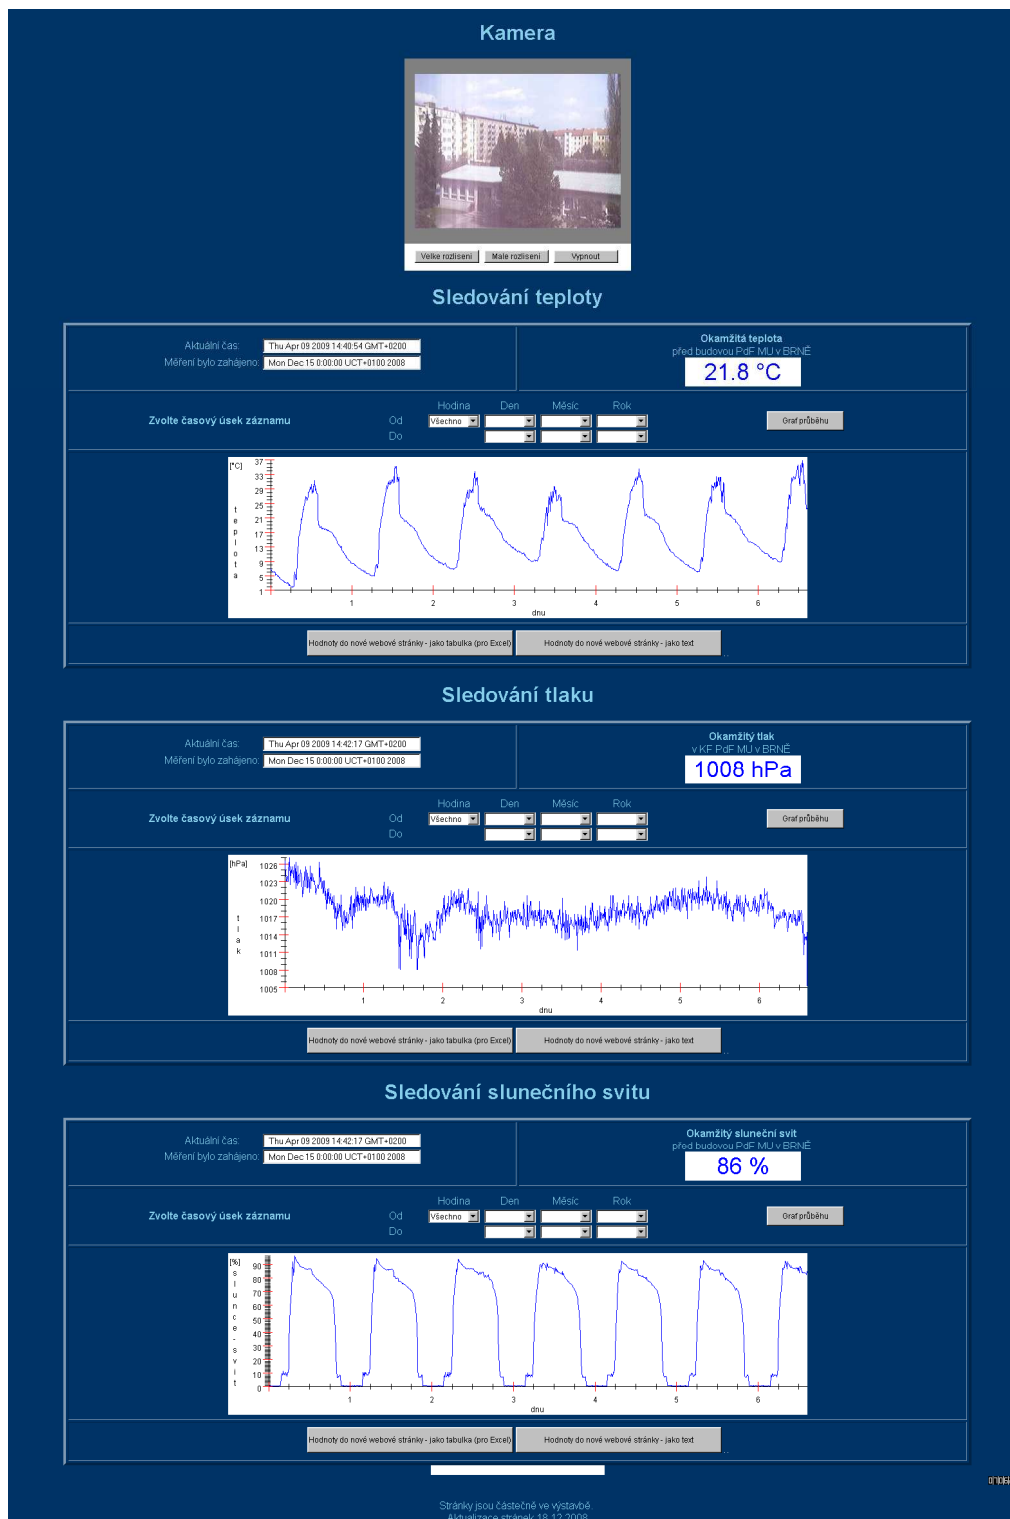 Kamera
Velke rozliseni Male rozliseni Vypnout
Sledování teploty
Aktuální čas: Thu Apr 09 2009 14:40:54 GMT+0200
Měření bylo zahájeno: Mon Dec 15 0:00:00 UCT+0100 2008
Okamžitá teplota
před budovou PdF MU v BRNĚ
21.8 °C
Hodina Den Měsíc Rok
Zvolte časový úsek záznamu Od Všechno Graf průběhu
Do
[°C]
37
33
29
25
21
17
13
9
5
1
teplota
1 2 3 4 5 6
dnu
Hodnoty do nové webové stránky - jako tabulka (pro Excel) Hodnoty do nové webové stránky - jako text ..
Sledování tlaku
Aktuální čas: Thu Apr 09 2009 14:42:17 GMT+0200
Měření bylo zahájeno: Mon Dec 15 0:00:00 UCT+0100 2008
Okamžitý tlak
v KF PdF MU v BRNĚ
1008 hPa
Hodina Den Měsíc Rok
Zvolte časový úsek záznamu Od Všechno Graf průběhu
Do
[hPa]
1026
1023
1020
1017
1014
1011
1008
1005
tlak
1 2 3 4 5 6
dnu
Hodnoty do nové webové stránky - jako tabulka (pro Excel) Hodnoty do nové webové stránky - jako text ..
Sledování slunečního svitu
Aktuální čas: Thu Apr 09 2009 14:42:17 GMT+0200
Měření bylo zahájeno: Mon Dec 15 0:00:00 UCT+0100 2008
Okamžitý sluneční svit
před budovou PdF MU v BRNĚ
86 %
Hodina Den Měsíc Rok
Zvolte časový úsek záznamu Od Všechno Graf průběhu
Do
[%]
90
80
70
60
50
40
30
20
10
0
slunce-svit
1 2 3 4 5 6
dnu
Hodnoty do nové webové stránky - jako tabulka (pro Excel) Hodnoty do nové webové stránky - jako text ..
Stránky jsou částečně ve výstavbě.
Aktualizace stránek 18.12.2008